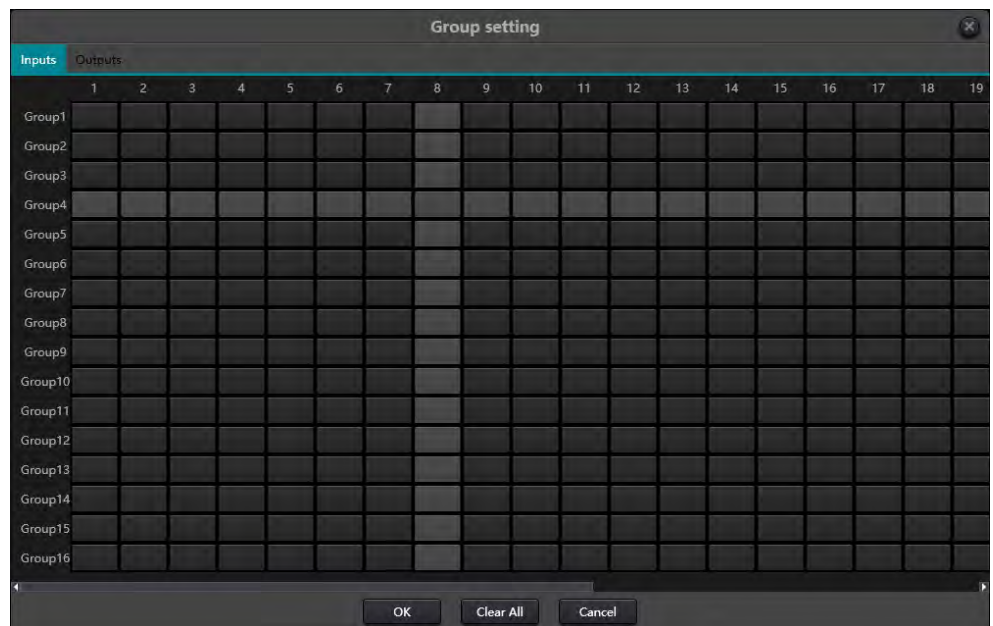 Group setting
Inputs Outputs
1 2 3 4 5 6 7 8 9 10 11 12 13 14 15 16 17 18 19
Group1
Group2
Group3
Group4
Group5
Group6
Group7
Group8
Group9
Group10
Group11
Group12
Group13
Group14
Group15
Group16
OK Clear All Cancel